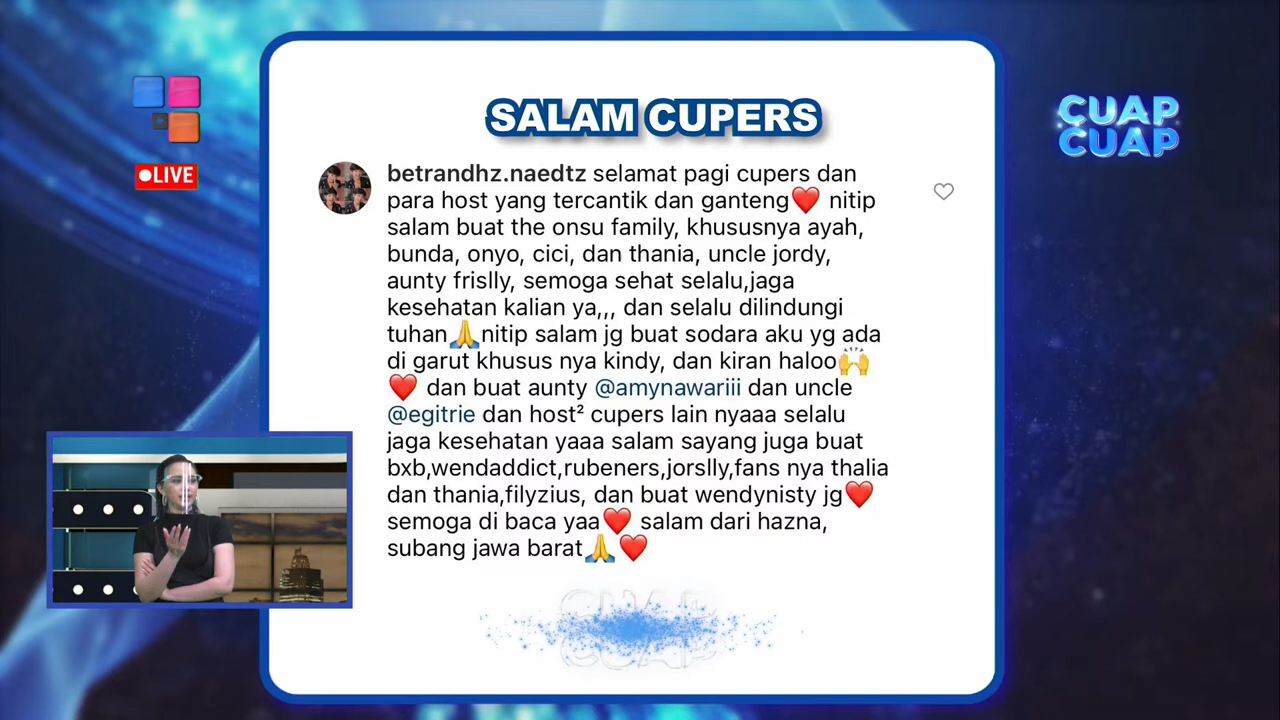 SALAM CUPERS
LIVE
CUAP
CUAP
betrandhz.naedtz selamat pagi cupers dan
para host yang tercantik dan ganteng❤️ nitip
salam buat the onsu family, khususnya ayah,
bunda, onyo, cici, dan thania, uncle jordy,
aunty frislly, semoga sehat selalu,jaga
kesehatan kalian ya,,, dan selalu dilindungi
tuhan🙏nitip salam jg buat sodara aku yg ada
di garut khusus nya kindy, dan kiran haloo🙌
❤️ dan buat aunty @amynawariii dan uncle
@egitrie dan host² cupers lain nyaaa selalu
jaga kesehatan yaaa salam sayang juga buat
bxb,wendaddict,rubeners,jorslly,fans nya thalia
dan thania,filyzius, dan buat wendynisty jg❤️
semoga di baca yaa❤️ salam dari hazna,
subang jawa barat🙏❤️
CUAP
CUAP